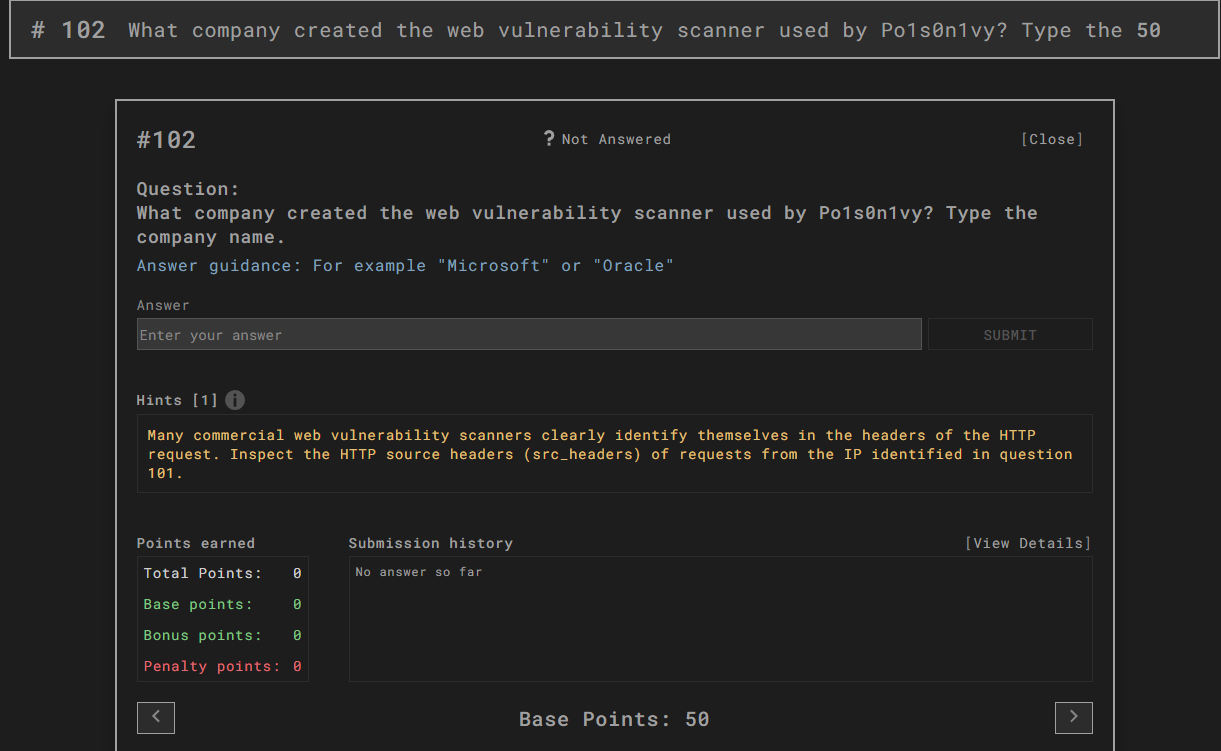 # 102 What company created the web vulnerability scanner used by Po1s0n1vy? Type the 50
#102
? Not Answered
[Close]
Question:
What company created the web vulnerability scanner used by Po1s0n1vy? Type the
company name.
Answer guidance: For example "Microsoft" or "Oracle"
Answer
Enter your answer
SUBMIT
Hints [1] i
Many commercial web vulnerability scanners clearly identify themselves in the headers of the HTTP
request. Inspect the HTTP source headers (src_headers) of requests from the IP identified in question
101.
Points earned
Total Points: 0
Base points: 0
Bonus points: 0
Penalty points: 0
Submission history
[View Details]
No answer so far
<
Base Points: 50
>